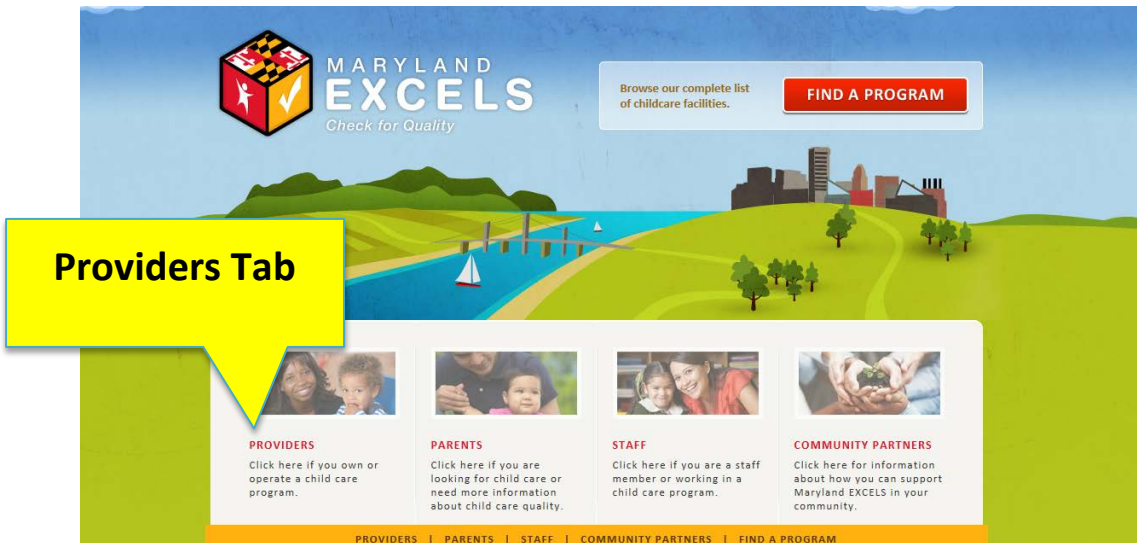 MARYLAND
EXCELS
Check for Quality
Browse our complete list
of childcare facilities.
FIND A PROGRAM
Providers Tab
PROVIDERS
Click here if you own or
operate a child care
program.
PARENTS
Click here if you are
looking for child care or
need more information
about child care quality.
STAFF
Click here if you are a staff
member or working in a
child care program.
COMMUNITY PARTNERS
Click here for information
about how you can support
Maryland EXCELS in your
community.
PROVIDERS | PARENTS | STAFF | COMMUNITY PARTNERS | FIND A PROGRAM